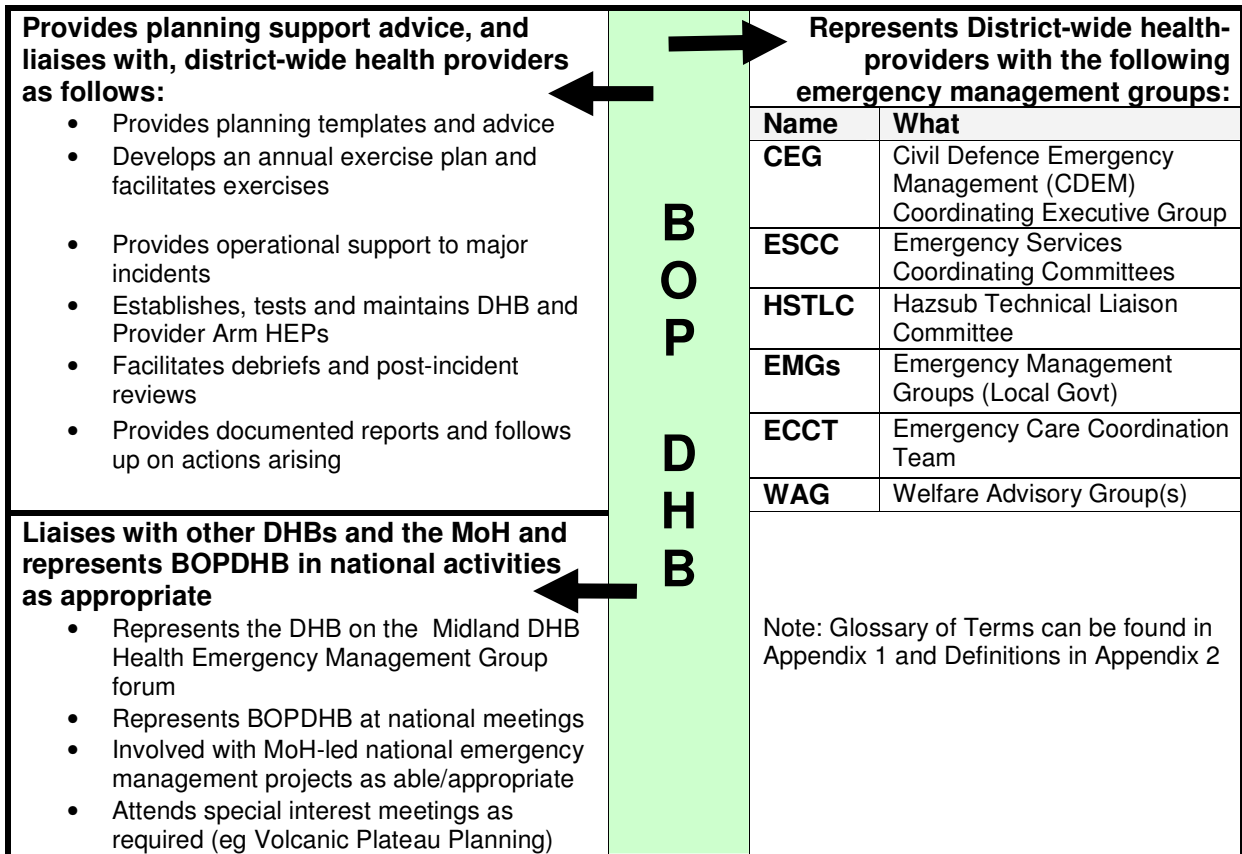 Provides planning support advice, and
liaises with, district-wide health providers
as follows:
• Provides planning templates and advice
• Develops an annual exercise plan and
facilitates exercises
• Provides operational support to major
incidents
• Establishes, tests and maintains DHB and
Provider Arm HEPs
• Facilitates debriefs and post-incident
reviews
• Provides documented reports and follows
up on actions arising
Liaises with other DHBs and the MoH and
represents BOPDHB in national activities
as appropriate
• Represents the DHB on the Midland DHB
Health Emergency Management Group
forum
• Represents BOPDHB at national meetings
• Involved with MoH-led national emergency
management projects as able/appropriate
• Attends special interest meetings as
required (eg Volcanic Plateau Planning)
B
O
P
D
H
B
Represents District-wide health-
providers with the following
emergency management groups:
Name What
CEG Civil Defence Emergency
Management (CDEM)
Coordinating Executive Group
ESCC Emergency Services
Coordinating Committees
HSTLC Hazsub Technical Liaison
Committee
EMGs Emergency Management
Groups (Local Govt)
ECCT Emergency Care Coordination
Team
WAG Welfare Advisory Group(s)
Note: Glossary of Terms can be found in
Appendix 1 and Definitions in Appendix 2